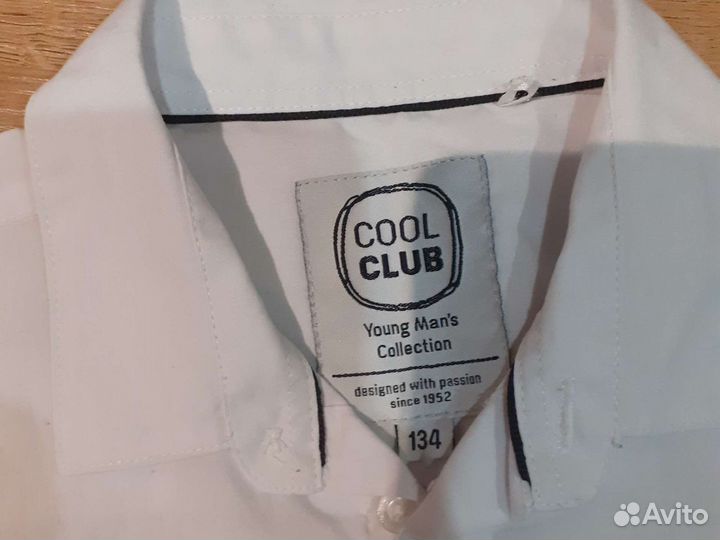 COOL
CLUB
Young Man's
Collection
designed with passion
since 1952
134
Avito